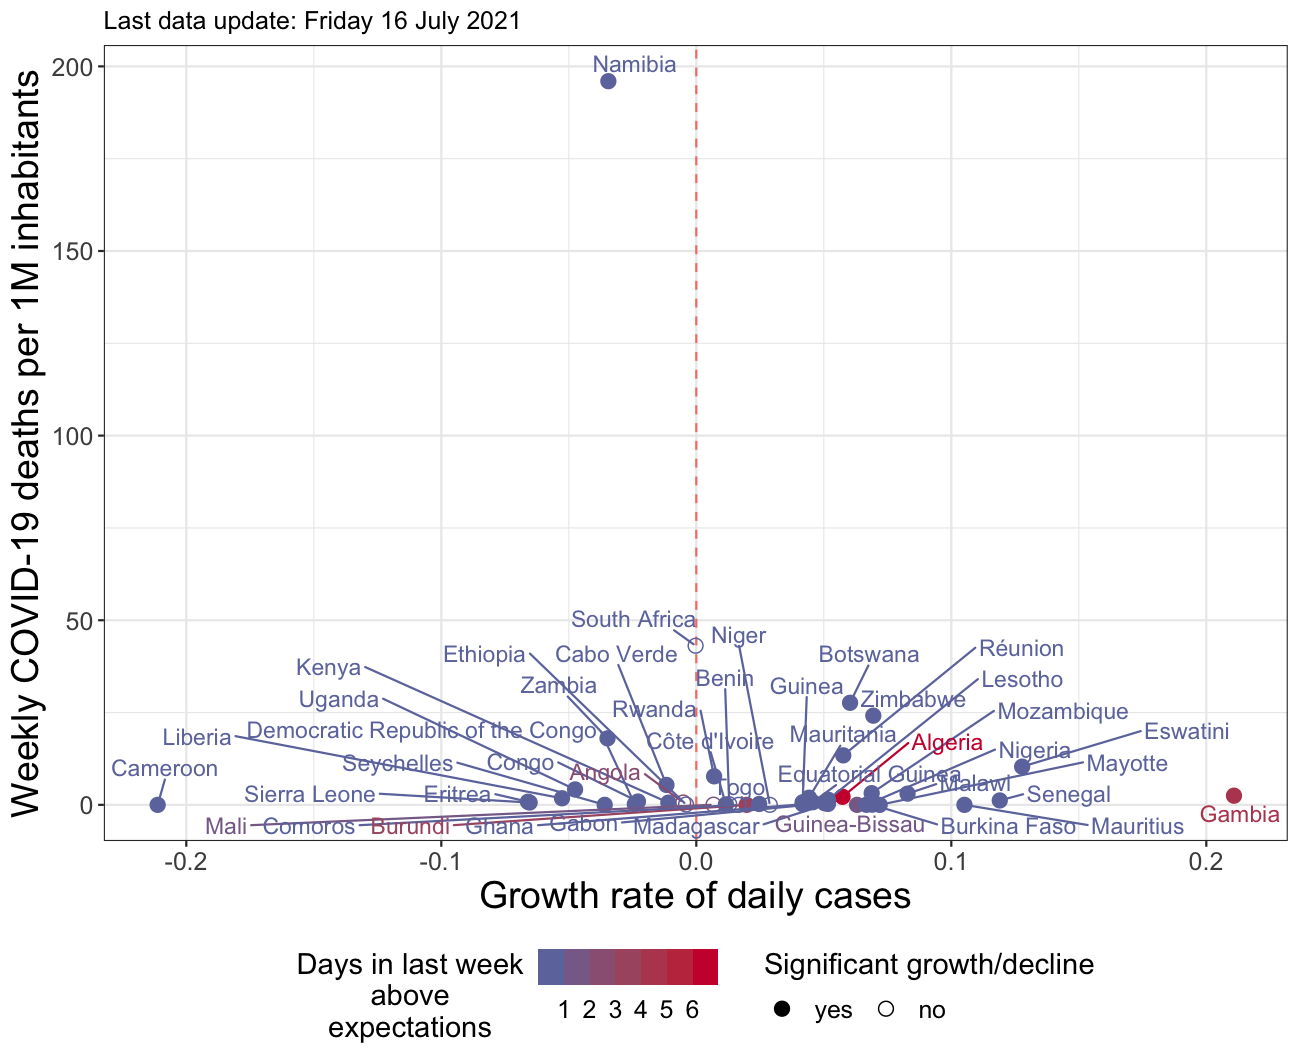 Last data update: Friday 16 July 2021
Weekly COVID-19 deaths per 1M inhabitants
200
150
100
50
0
Namibia
South Africa
Niger
Ethiopia
Cabo Verde
Botswana
Réunion
Kenya
Zambia
Benin
Guinea
Lesotho
Uganda
Rwanda
Zimbabwe
Mozambique
Liberia
Democratic Republic of the Congo
Côte d'Ivoire
Mauritania
Algeria
Nigeria
Eswatini
Cameroon
Seychelles
Congo
Angola
Equatorial Guinea
Malawi
Mayotte
Sierra Leone
Eritrea
Togo
Senegal
Gambia
Mali
Comoros
Burundi
Ghana
Gabon
Madagascar
Guinea-Bissau
Burkina Faso
Mauritius
-0.2
-0.1
0.0
0.1
0.2
Growth rate of daily cases
Days in last week
above
expectations
1 2 3 4 5 6
Significant growth/decline
yes
no